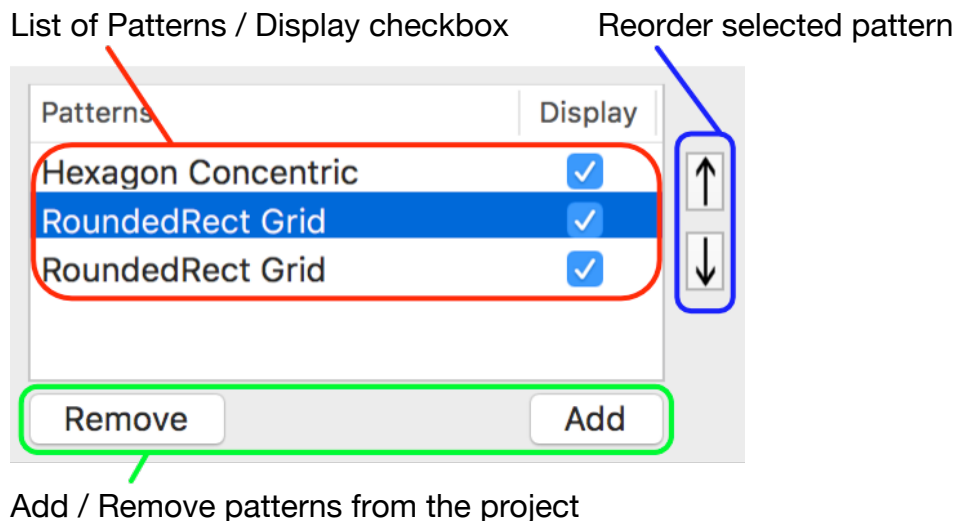 List of Patterns / Display checkbox Reorder selected pattern
Patterns Display
Hexagon Concentric
RoundedRect Grid
RoundedRect Grid
Remove Add
Add / Remove patterns from the project